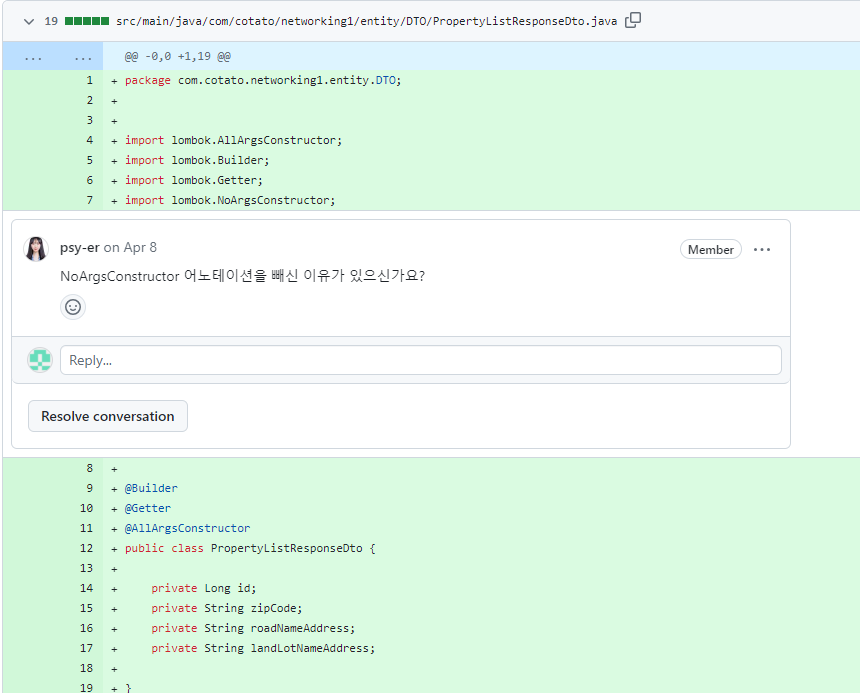 19 src/main/java/com/cotato/networking1/entity/DTO/PropertyListResponseDto.java
... ... @@ -0,0 +1,19 @@
1 + package com.cotato.networking1.entity.DTO;
2 +
3 +
4 + import lombok.AllArgsConstructor;
5 + import lombok.Builder;
6 + import lombok.Getter;
7 + import lombok.NoArgsConstructor;
psy-er on Apr 8 Member ...
NoArgsConstructor 어노테이션을 빼신 이유가 있으신가요?
Reply...
Resolve conversation
8 +
9 + @Builder
10 + @Getter
11 + @AllArgsConstructor
12 + public class PropertyListResponseDto {
13 +
14 + private Long id;
15 + private String zipCode;
16 + private String roadNameAddress;
17 + private String landLotNameAddress;
18 +
19 + }